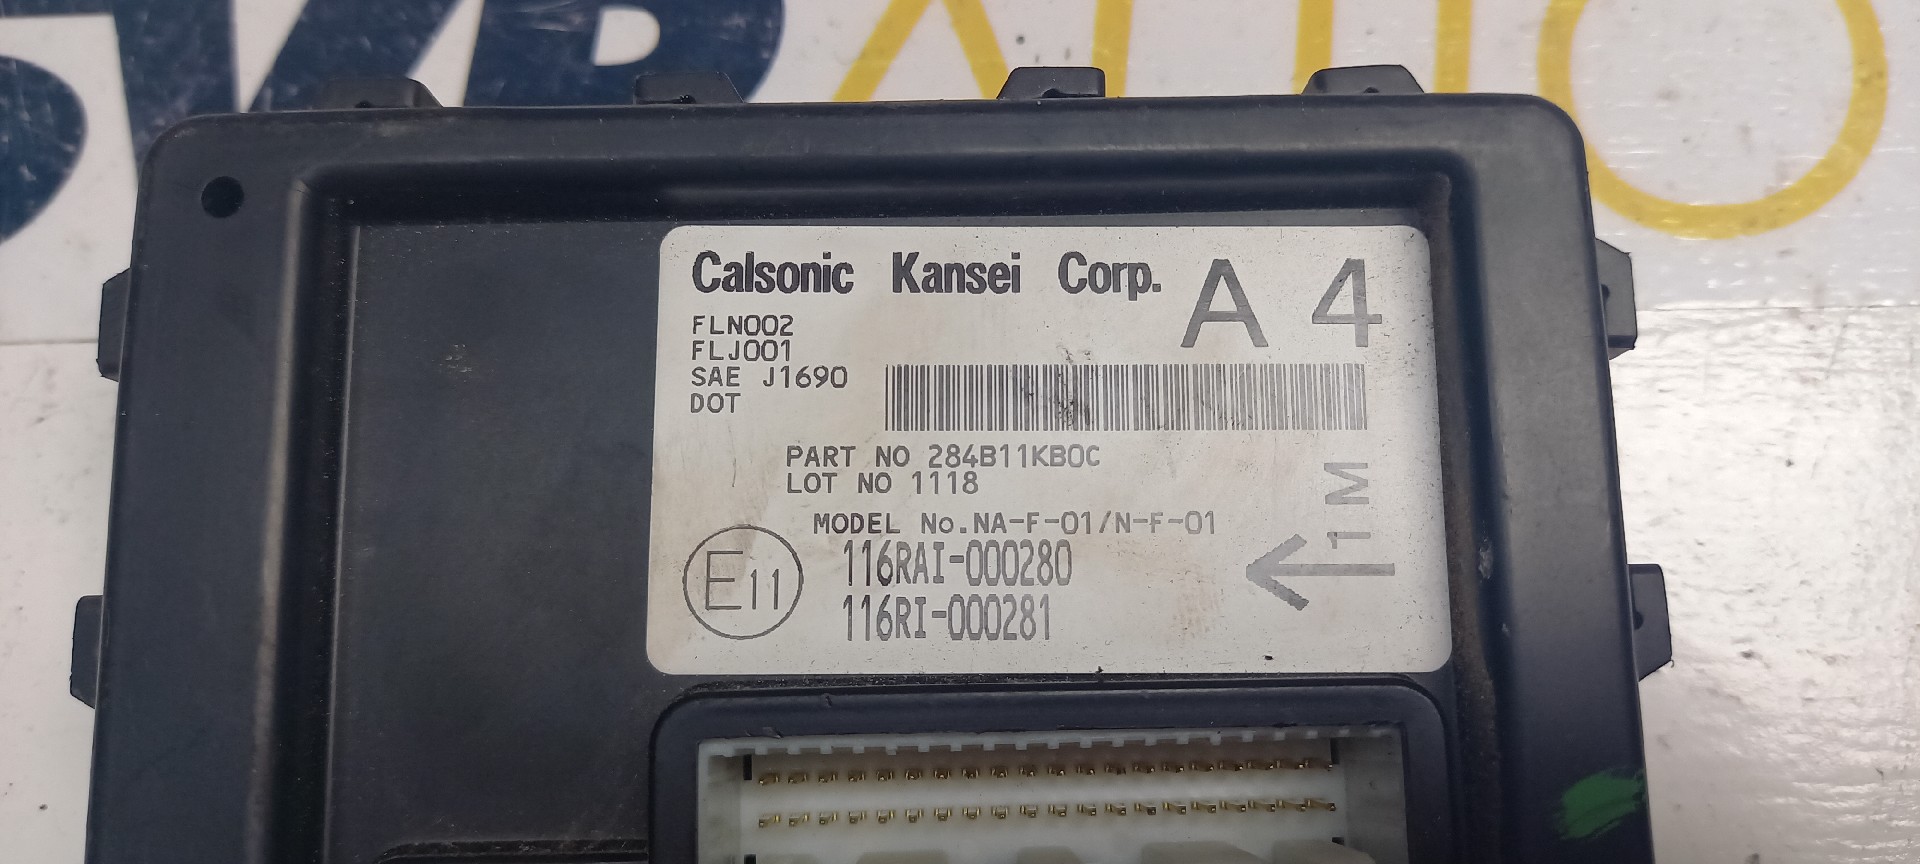 Calsonic Kansei Corp.
A4
FLN002
FLJ001
SAE J1690
DOT
PART NO 284B11KB0C
LOT NO 1118
1M
MODEL No.NA-F-01/N-F-01
E11
116RAI-000280
116RI-000281